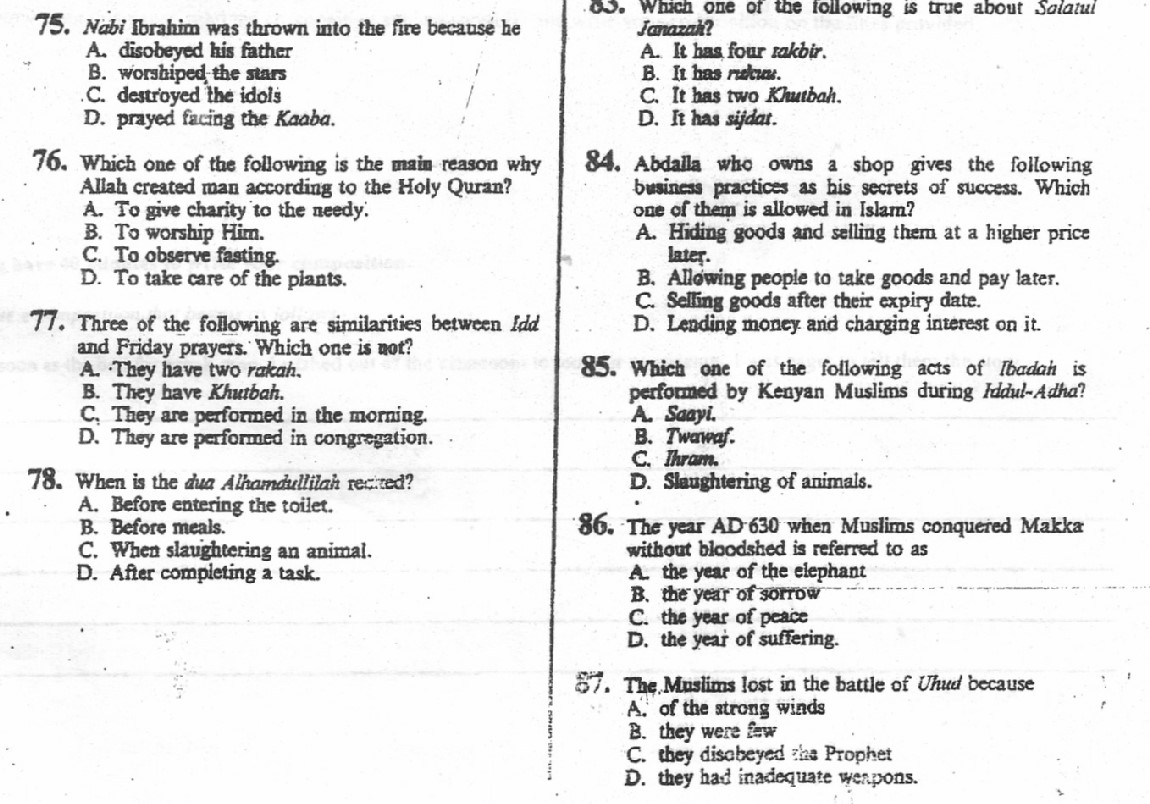 75. Nabi Ibrahim was thrown into the fire because he
A. disobeyed his father
B. worshiped the stars
C. destroyed the idols
D. prayed facing the Kaaba.
76. Which one of the following is the main reason why
Allah created man according to the Holy Quran?
A. To give charity to the needy.
B. To worship Him.
C. To observe fasting.
D. To take care of the plants.
77. Three of the following are similarities between Idd
and Friday prayers. Which one is not?
A. They have two rakah.
B. They have Khutbah.
C. They are performed in the morning.
D. They are performed in congregation.
78. When is the dua Alhamdullilah recited?
A. Before entering the toilet.
B. Before meals.
C. When slaughtering an animal.
D. After completing a task.
83. Which one of the following is true about Salatul
Janazah?
A. It has four takbir.
B. It has rukuu.
C. It has two Khutbah.
D. It has sijdat.
84. Abdalla who owns a shop gives the following
business practices as his secrets of success. Which
one of them is allowed in Islam?
A. Hiding goods and selling them at a higher price
later.
B. Allowing people to take goods and pay later.
C. Selling goods after their expiry date.
D. Lending money and charging interest on it.
85. Which one of the following acts of Ibadah is
performed by Kenyan Muslims during Iddul-Adha?
A. Saayi.
B. Twawaf.
C. Ihram.
D. Slaughtering of animals.
86. The year AD 630 when Muslims conquered Makka
without bloodshed is referred to as
A. the year of the elephant
B. the year of sorrow
C. the year of peace
D. the year of suffering.
87. The Muslims lost in the battle of Uhud because
A. of the strong winds
B. they were few
C. they disobeyed the Prophet
D. they had inadequate weapons.